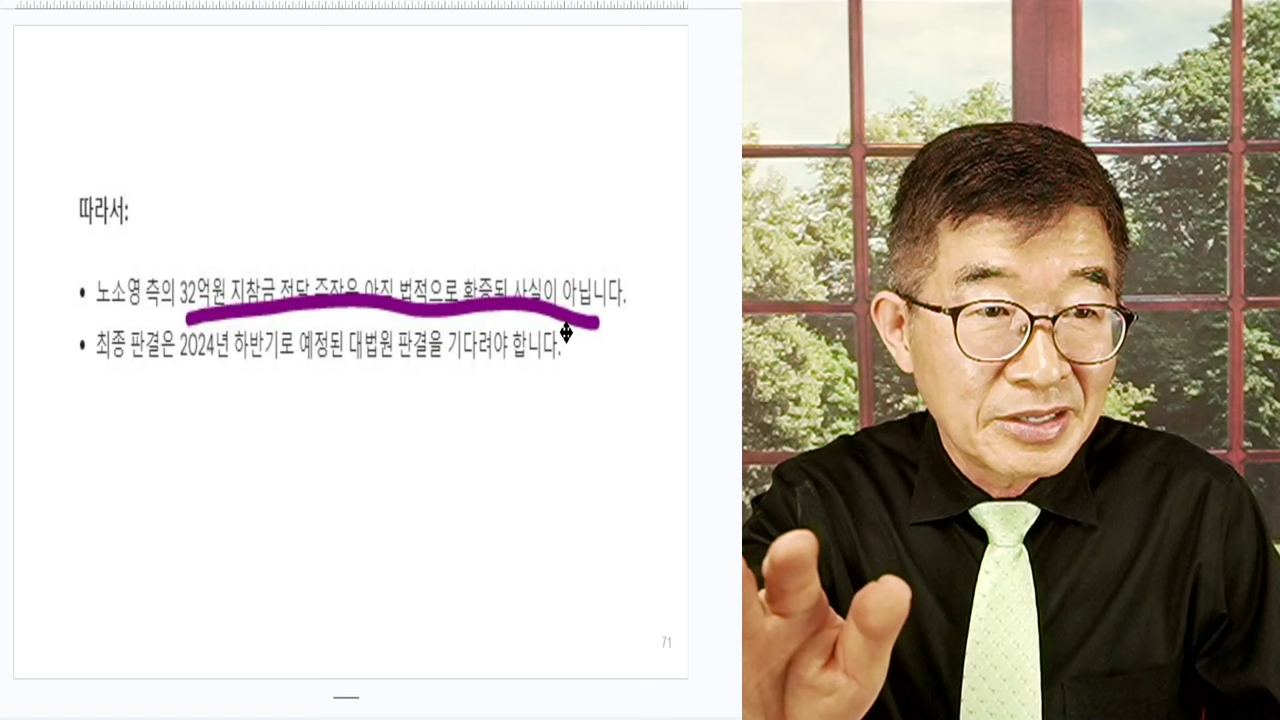 따라서:
• 노소영 측의 32억원 지참금 전달 주장은 아직 법적으로 확증된 사실이 아닙니다.
• 최종 판결은 2024년 하반기로 예정된 대법원 판결을 기다려야 합니다.
71